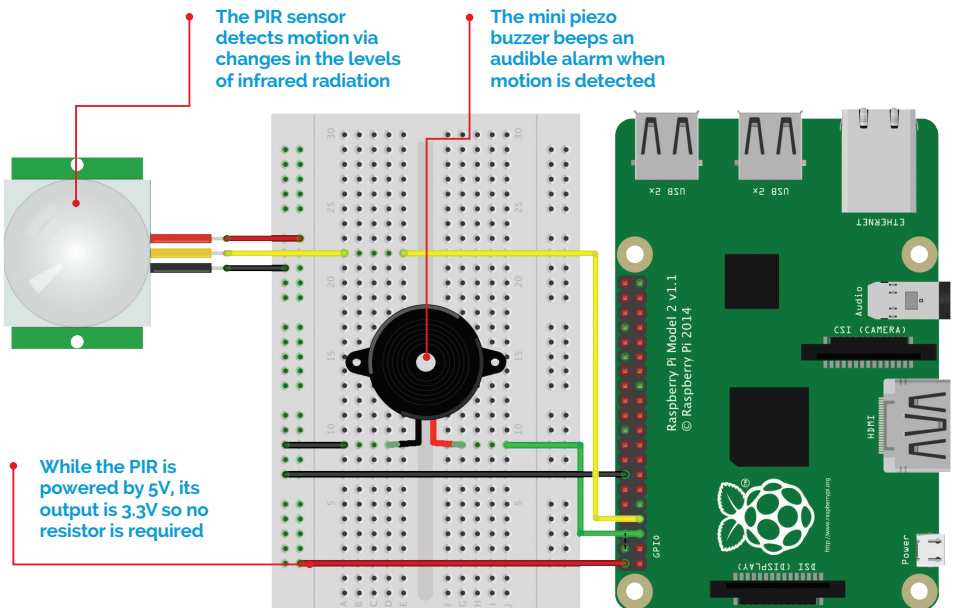 The PIR sensor
detects motion via
changes in the levels
of infrared radiation
The mini piezo
buzzer beeps an
audible alarm when
motion is detected
While the PIR is
powered by 5V, its
output is 3.3V so no
resistor is required
30
30
25
25
20
20
15
15
10
10
5
5
A
B
C
D
E
F
G
H
I
J
USB 2x
USB 2x
ETHERNET
Audio
CSI (CAMERA)
HDMI
Raspberry Pi Model 2 v1.1
© Raspberry Pi 2014
http://www.raspberrypi.org
®
GPIO
Power
DSI (DISPLAY)